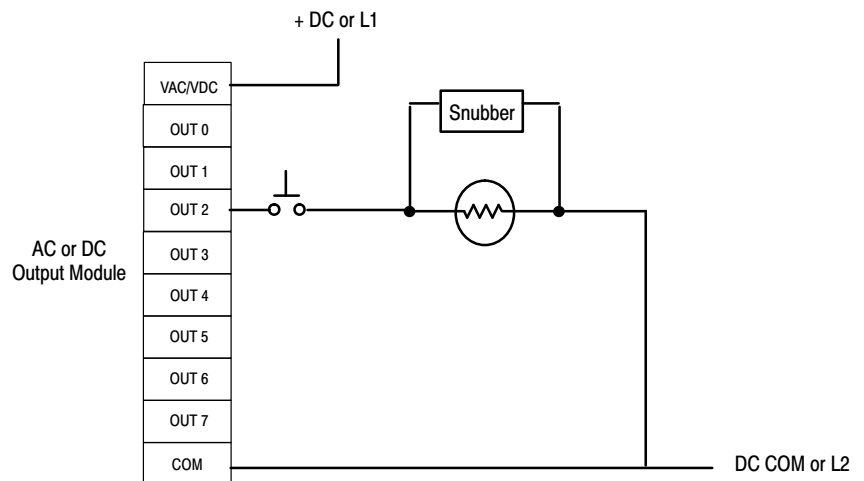 + DC or L1
VAC/VDC
Snubber
OUT 0
OUT 1
OUT 2
OUT 3
AC or DC
Output Module
OUT 4
OUT 5
OUT 6
OUT 7
COM
DC COM or L2